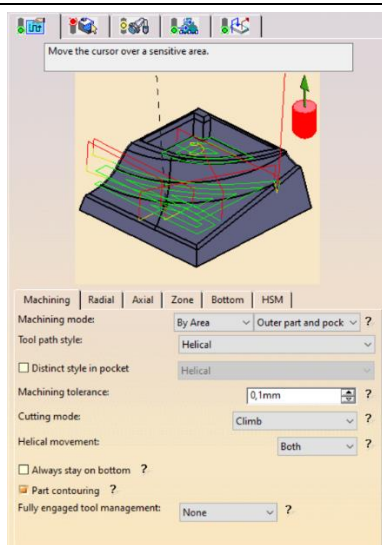 Move the cursor over a sensitive area.
Machining Radial Axial Zone Bottom HSM
Machining mode: By Area Outer part and pock ?
Tool path style: Helical
Distinct style in pocket Helical
Machining tolerance: 0,1mm ?
Cutting mode: Climb ?
Helical movement: Both ?
Always stay on bottom ?
Part contouring ?
Fully engaged tool management: None ?